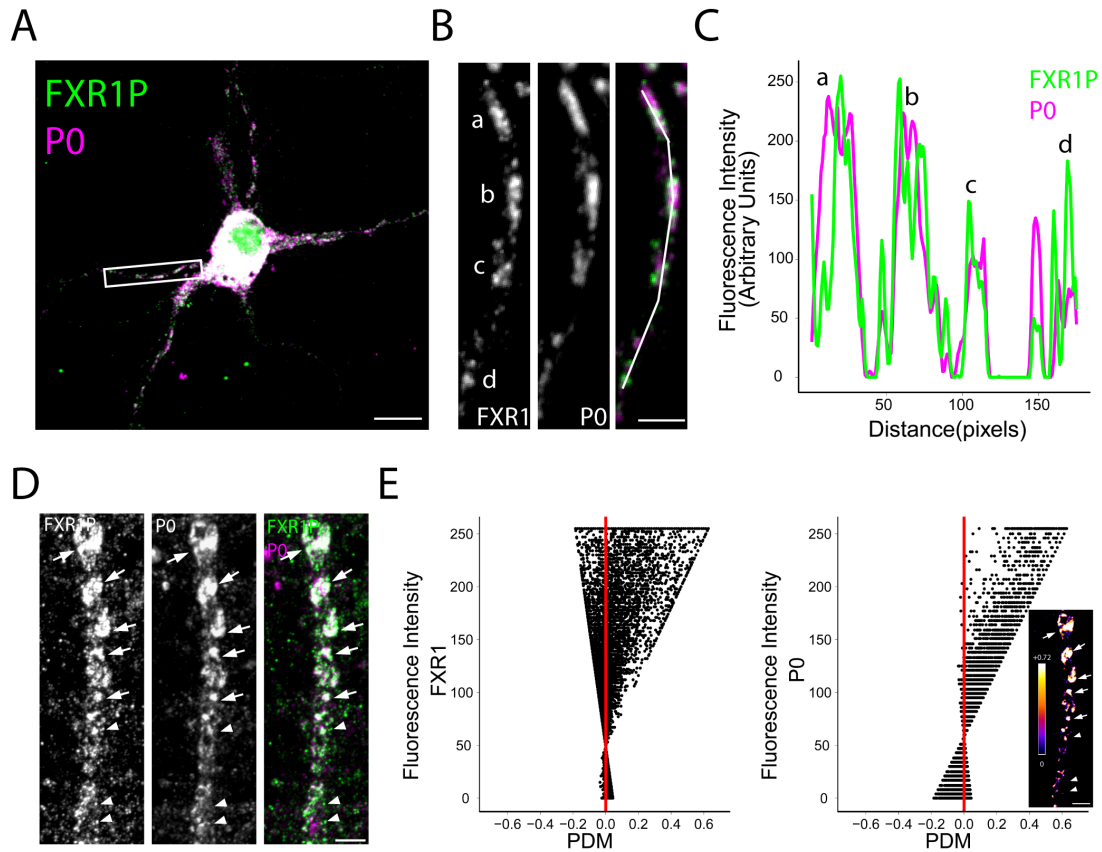 A
FXR1P
P0
B
a
b
c
d
FXR1
P0
C
FXR1P
P0
a
b
c
d
Fluorescence Intensity
(Arbitrary Units)
250
200
150
100
50
0
50
100
150
Distance(pixels)
D
FXR1P
P0
FXR1P
P0
E
Fluorescence Intensity
FXR1
250
200
150
100
50
0
−0.6
−0.4
−0.2
0.0
0.2
0.4
0.6
PDM
Fluorescence Intensity
P0
250
200
150
100
50
0
−0.6
−0.4
−0.2
0.0
0.2
0.4
0.6
PDM
+0.72
0